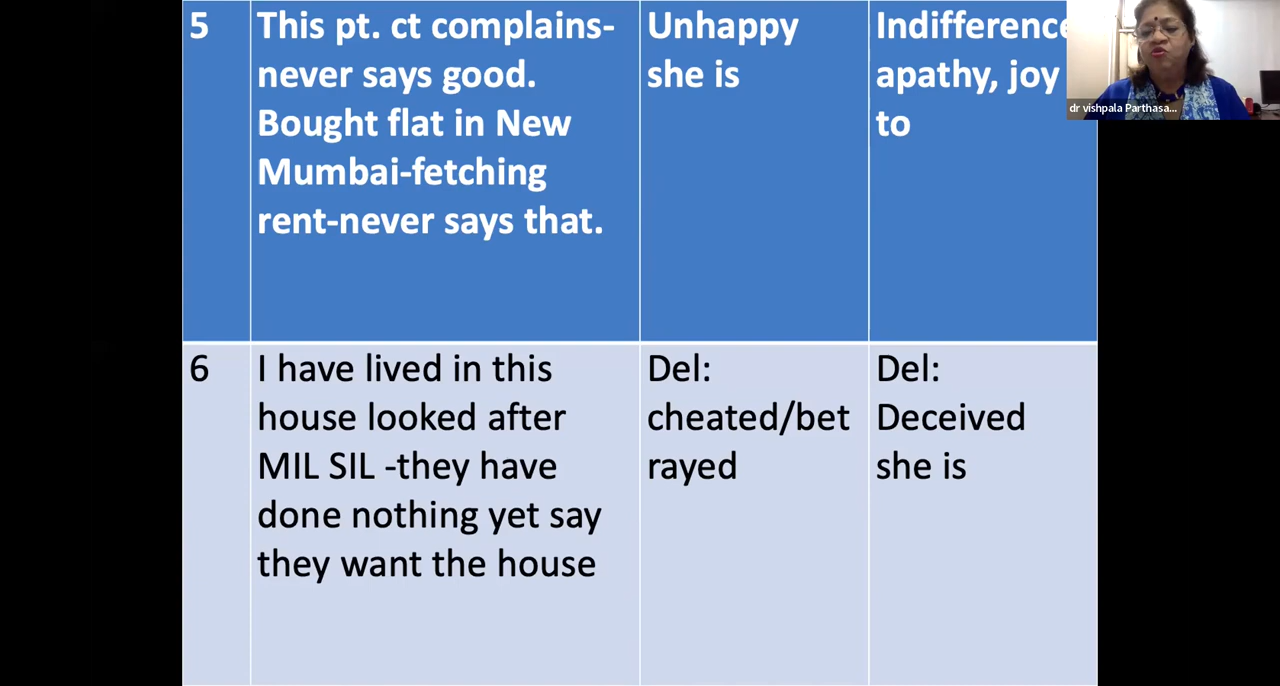 5
This pt. ct complains-
never says good.
Bought flat in New
Mumbai-fetching
rent-never says that.
Unhappy
she is
Indifference
apathy, joy
to
dr vishpala Parthasa...
6
I have lived in this
house looked after
MIL SIL -they have
done nothing yet say
they want the house
Del:
cheated/bet
rayed
Del:
Deceived
she is